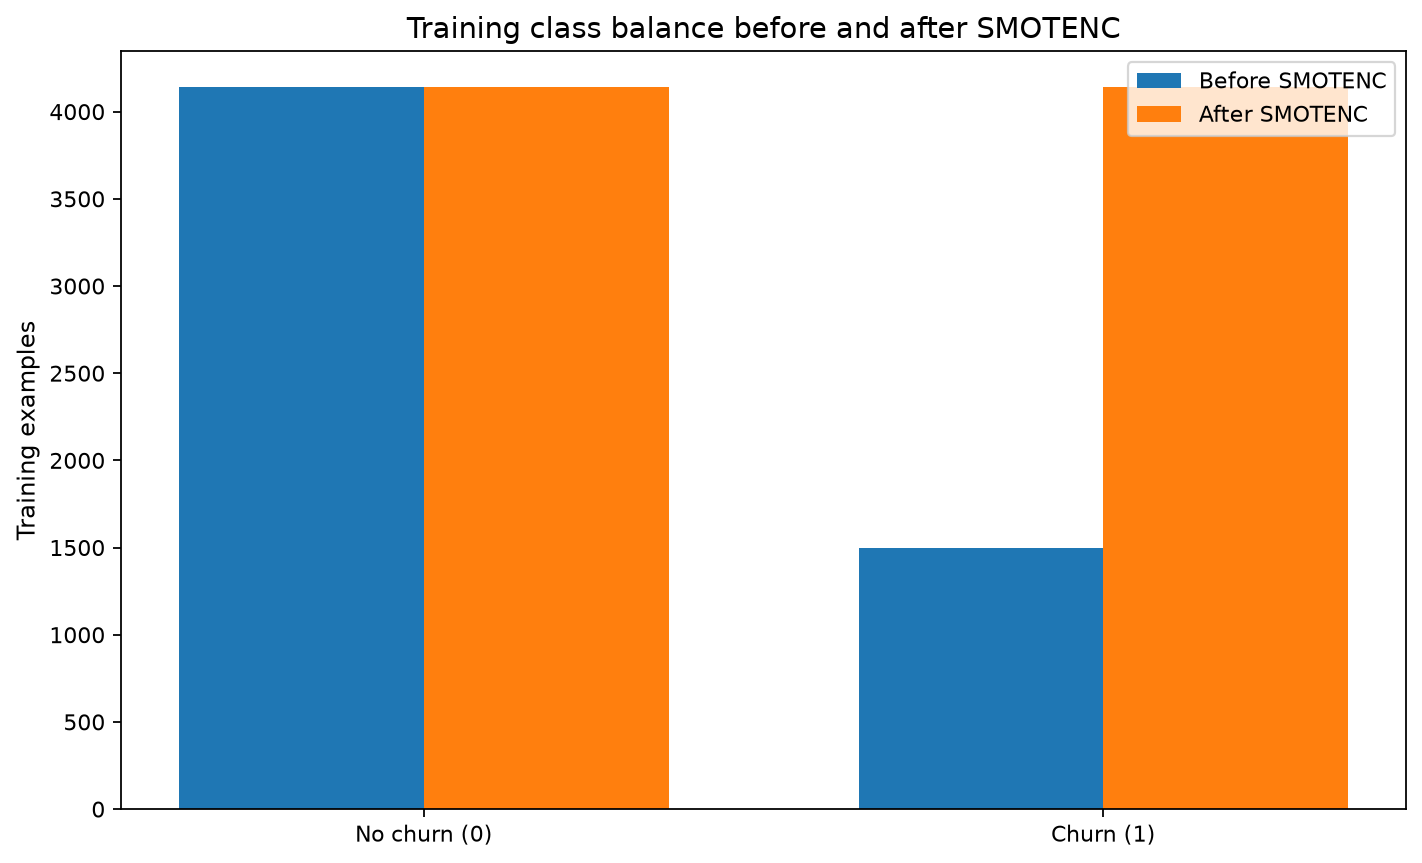 Training class balance before and after SMOTENC
Before SMOTENC
After SMOTENC
Training examples
4000
3500
3000
2500
2000
1500
1000
500
0
No churn (0)
Churn (1)